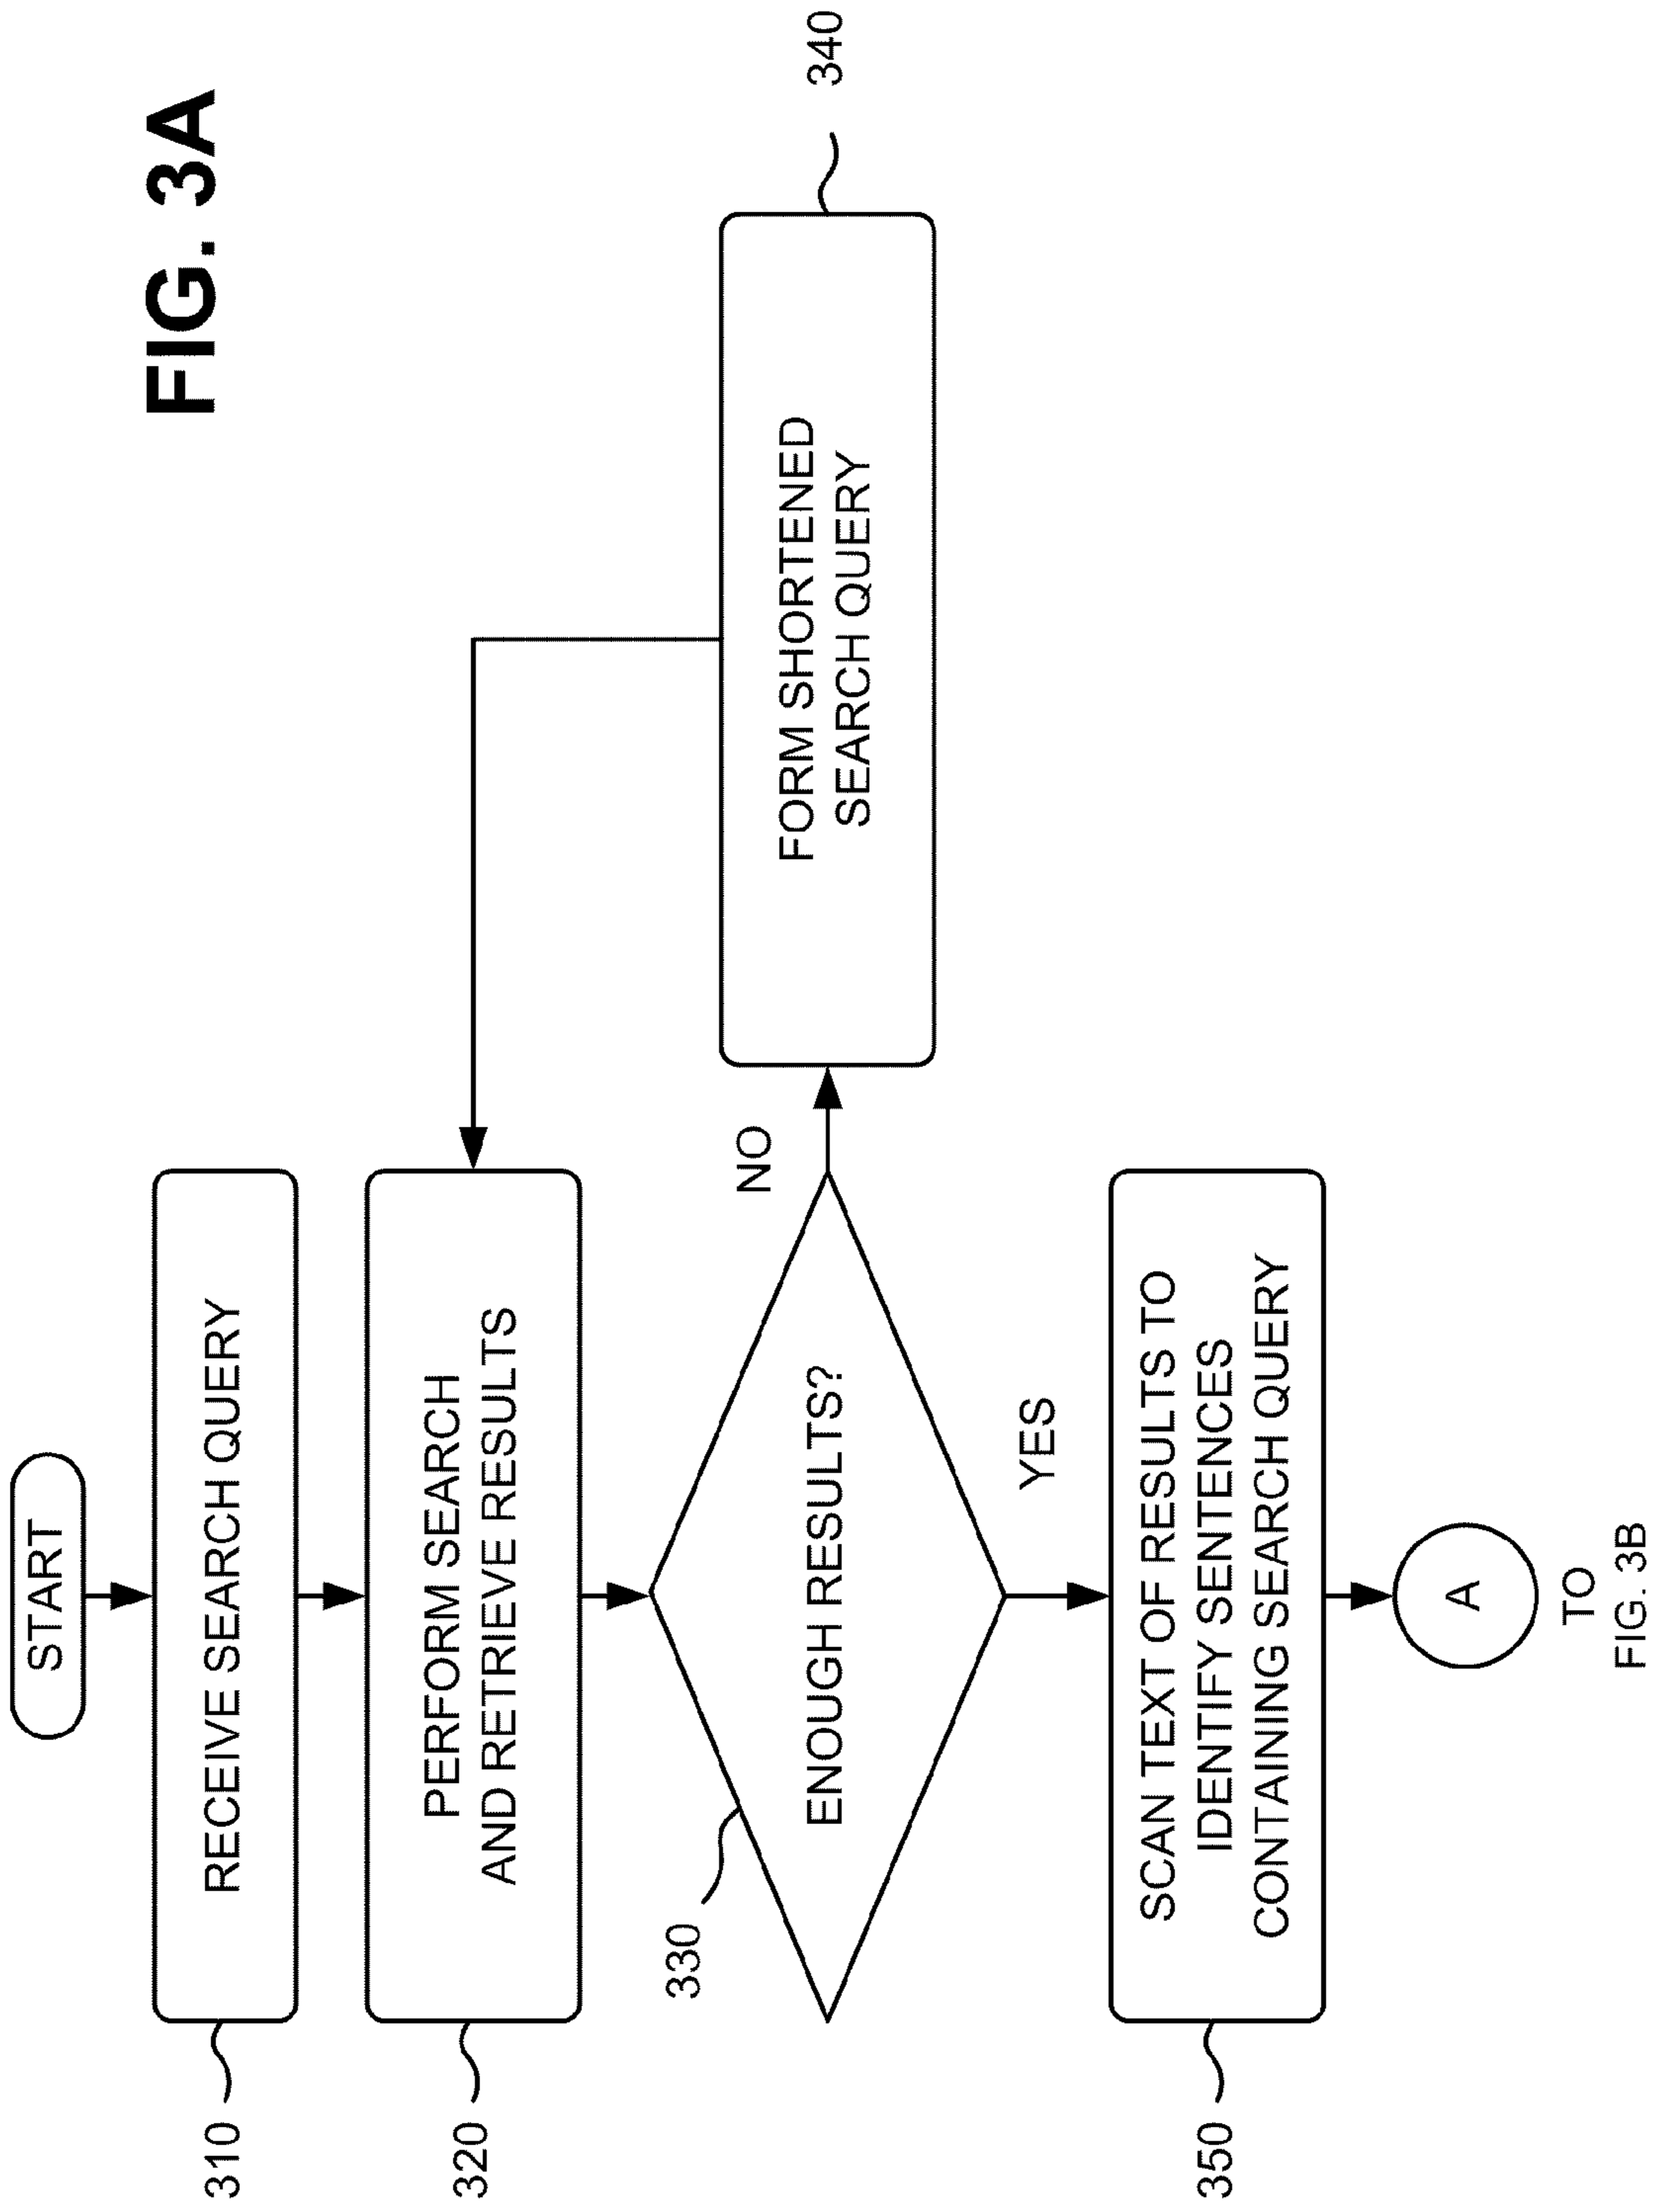 FIG. 3A
START
310
RECEIVE SEARCH QUERY
320
PERFORM SEARCH
AND RETRIEVE RESULTS
330
ENOUGH RESULTS?
NO
340
FORM SHORTENED
SEARCH QUERY
YES
350
SCAN TEXT OF RESULTS TO
IDENTIFY SENTENCES
CONTAINING SEARCH QUERY
A
TO
FIG. 3B